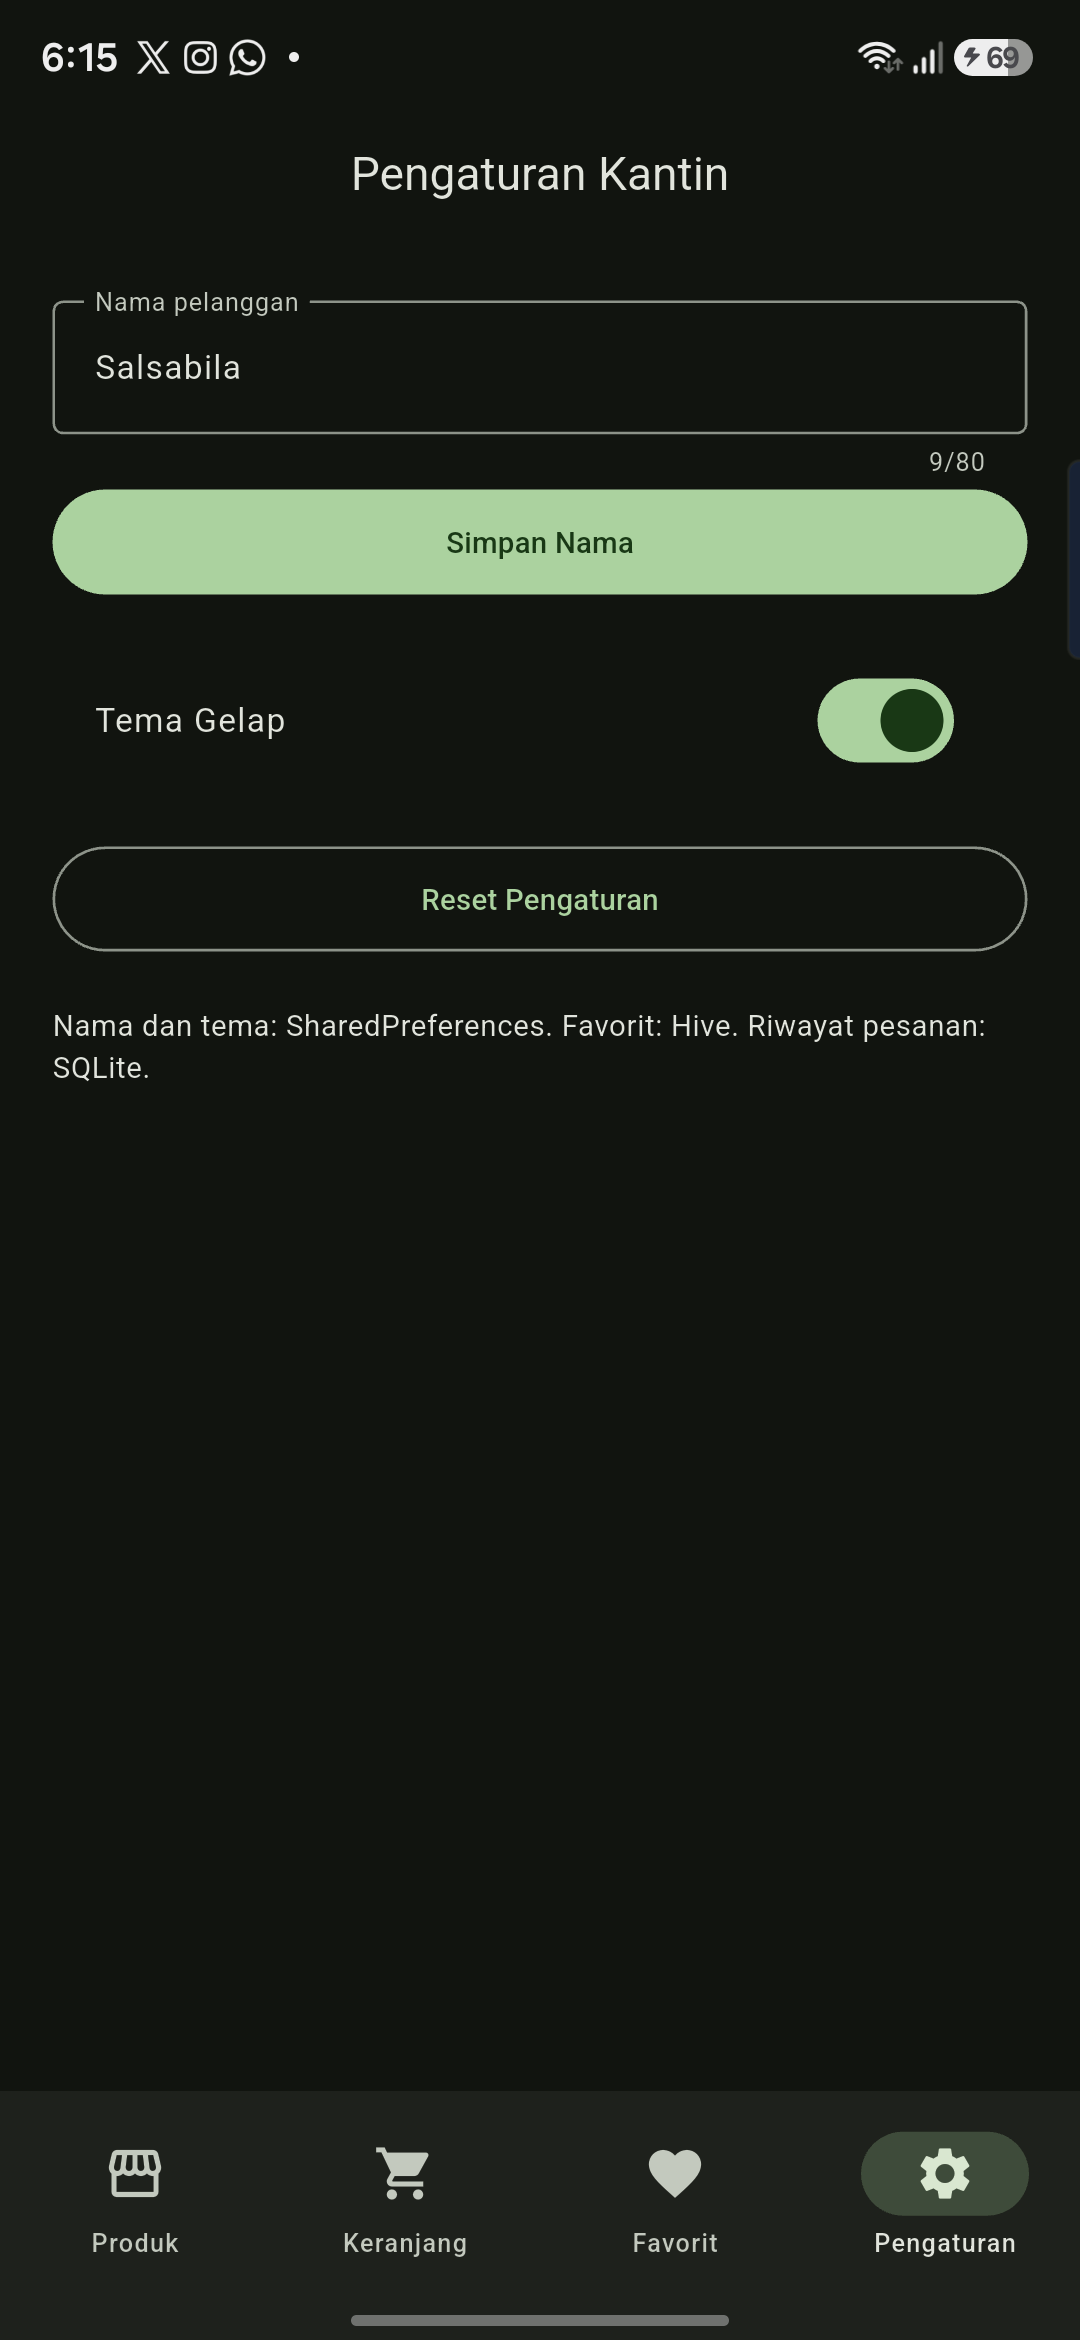 6:15
69
Pengaturan Kantin
Nama pelanggan
Salsabila
9/80
Simpan Nama
Tema Gelap
Reset Pengaturan
Nama dan tema: SharedPreferences. Favorit: Hive. Riwayat pesanan:
SQLite.
Produk
Keranjang
Favorit
Pengaturan